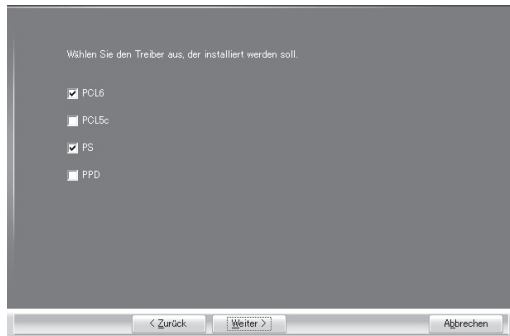 Wählen Sie den Treiber aus, der installiert werden soll.
PCL6
PCL5c
PS
PPD
< Zurück
Weiter >
Abbrechen